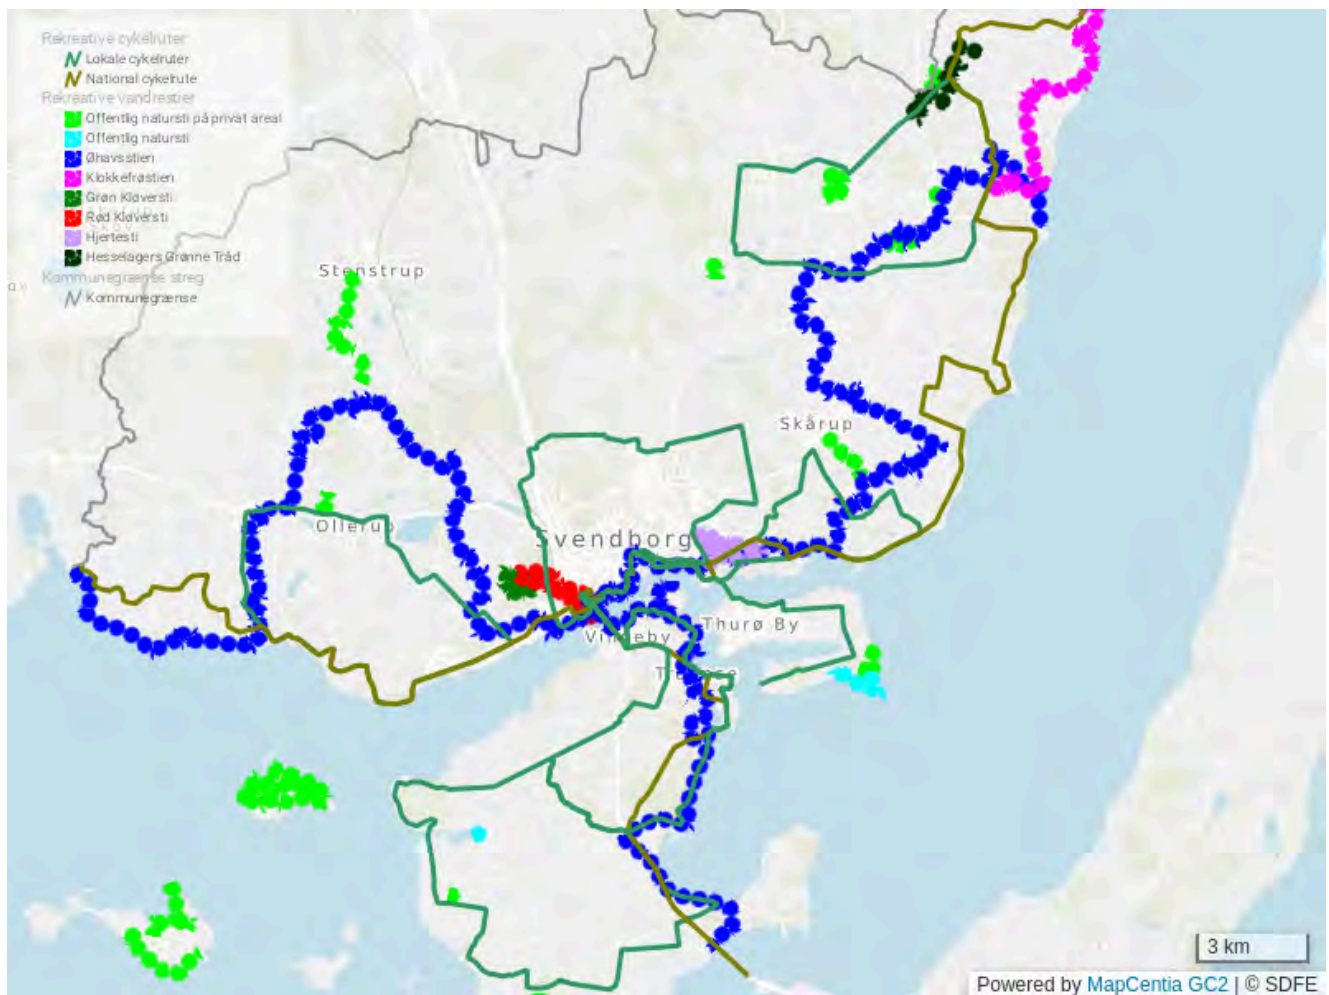 Rekreative cykelruter
Lokale cykelruter
National cykelrute
Rekreative vandrestier
Offentlig natursti på privat areal
Offentlig natursti
Øhavsstien
Klokkefrøstien
Grøn Kløversti
Rød Kløversti
Hjertesti
Hesselagers Grønne Tråd
Kommunegrænse streg
Kommunegrænse
Stenstrup
Skårup
Ollerup
Svendborg
Thurø By
Vindeby
3 km
Powered by MapCentia GC2 | © SDFE